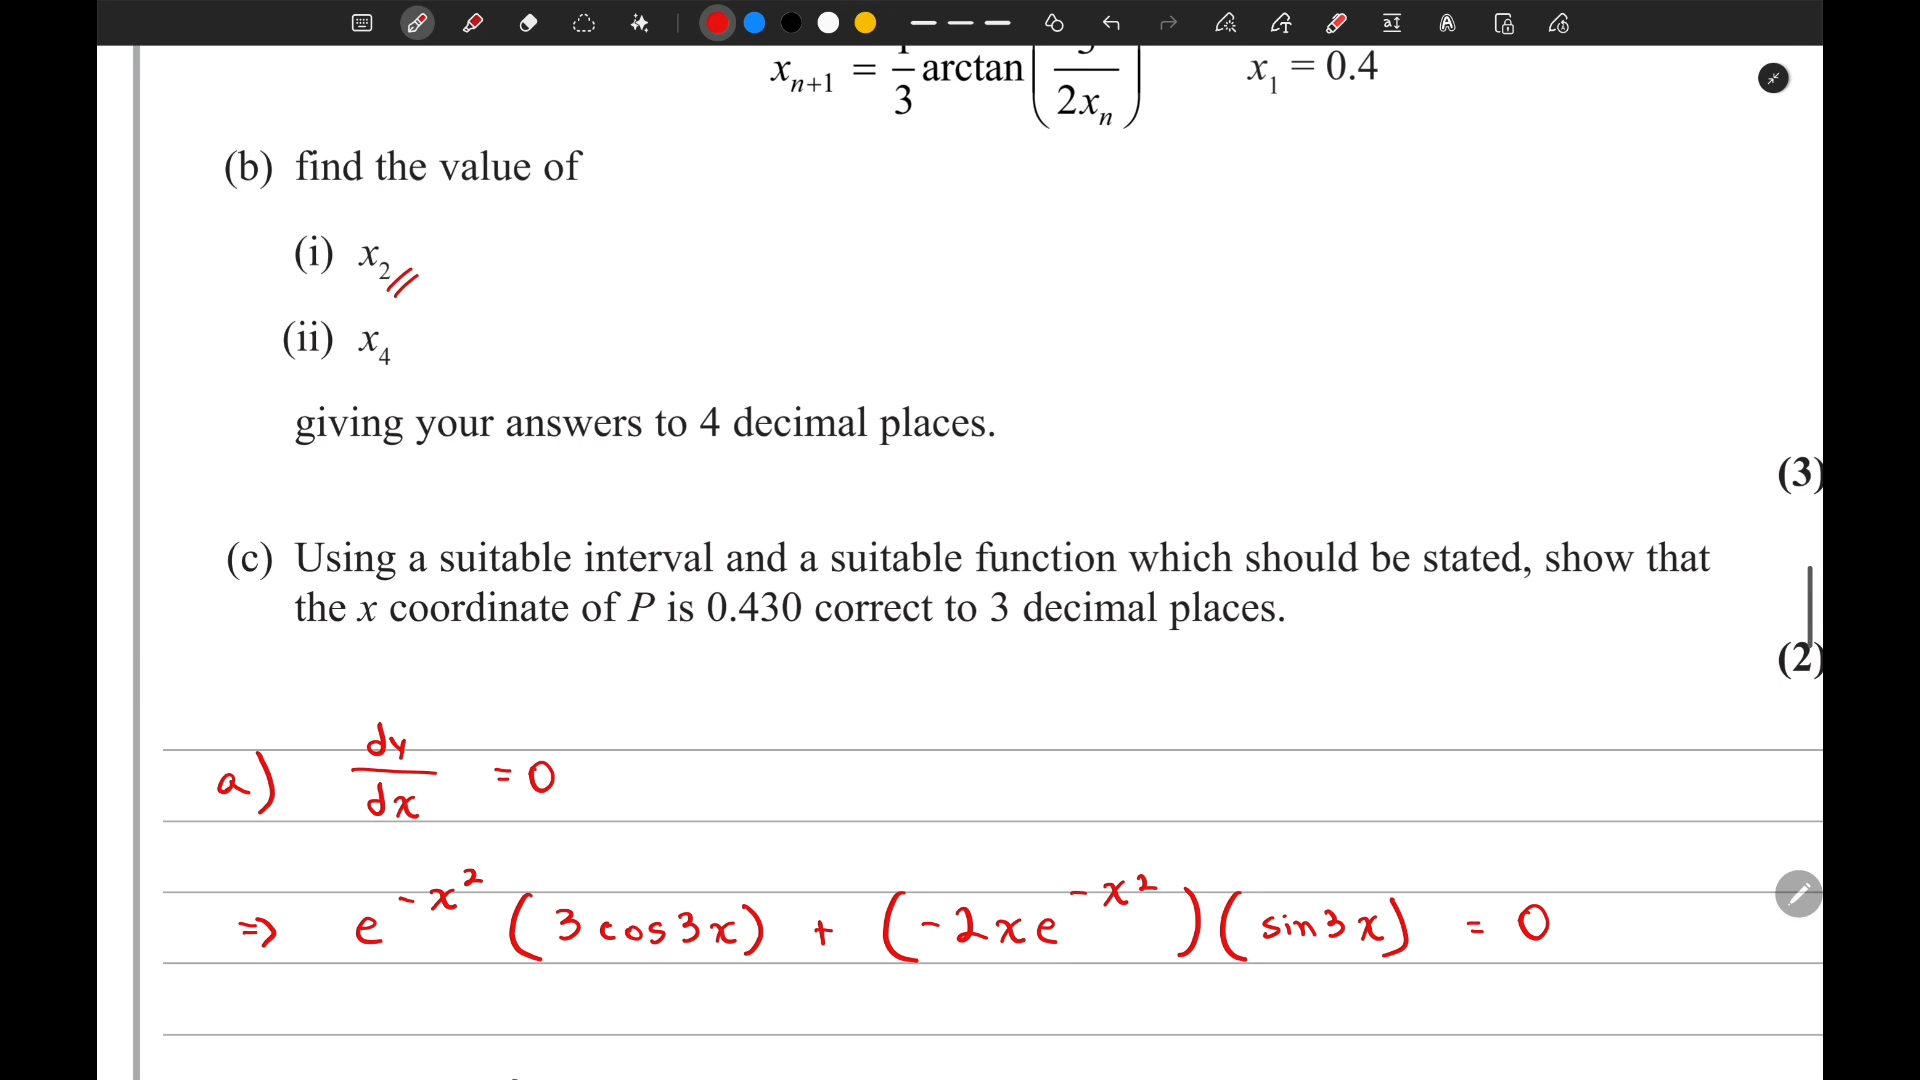 x_{n+1} = 1/3 arctan(3/2x_n) x_1 = 0.4
(b) find the value of
(i) x_2
(ii) x_4
giving your answers to 4 decimal places.
(3)
(c) Using a suitable interval and a suitable function which should be stated, show that
the x coordinate of P is 0.430 correct to 3 decimal places.
(2)
a) dy/dx = 0
⇒ e^{-x^2} (3 cos3x) + (-2xe^{-x^2})(sin3x) = 0